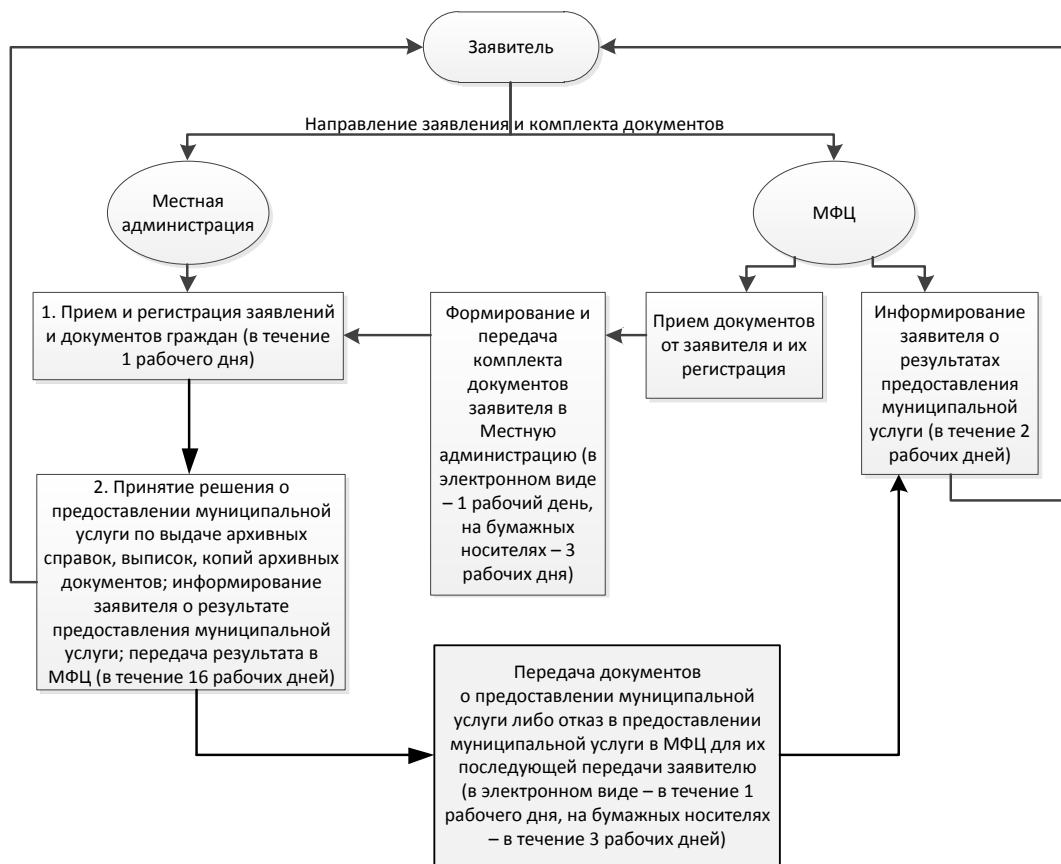 Заявитель
Направление заявления и комплекта документов
Местная
администрация
МФЦ
1. Прием и регистрация заявлений
и документов граждан (в течение
1 рабочего дня)
Формирование и
передача
комплекта
документов
заявителя в
Местную
администрацию (в
электронном виде
– 1 рабочий день,
на бумажных
носителях – 3
рабочих дня)
Прием документов
от заявителя и их
регистрация
Информирование
заявителя о
результатах
предоставления
муниципальной
услуги (в течение 2
рабочих дней)
2. Принятие решения о
предоставлении муниципальной
услуги по выдаче архивных
справок, выписок, копий архивных
документов; информирование
заявителя о результате
предоставления муниципальной
услуги; передача результата в
МФЦ (в течение 16 рабочих дней)
Передача документов
о предоставлении муниципальной
услуги либо отказ в предоставлении
муниципальной услуги в МФЦ для их
последующей передачи заявителю
(в электронном виде – в течение 1
рабочего дня, на бумажных носителях
– в течение 3 рабочих дней)